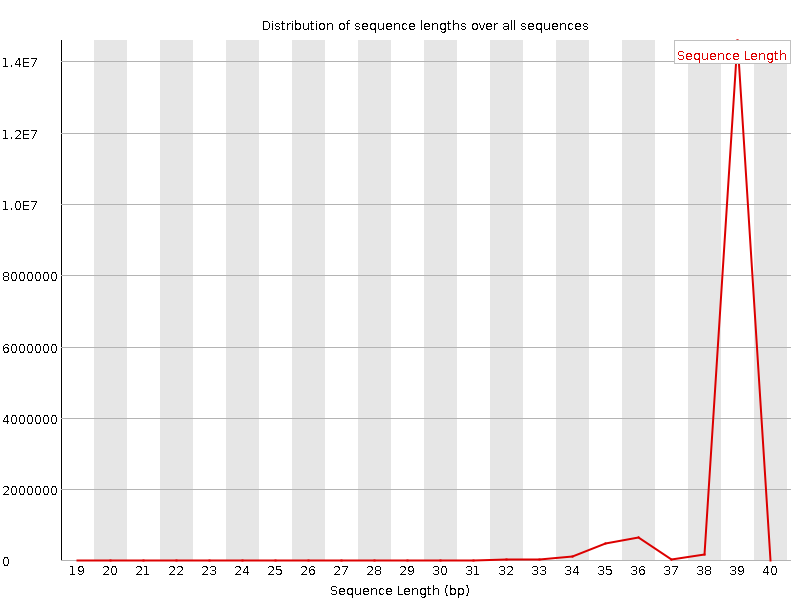 Distribution of sequence lengths over all sequences
Sequence Length
1.4E7
1.2E7
1.0E7
8000000
6000000
4000000
2000000
0
19 20 21 22 23 24 25 26 27 28 29 30 31 32 33 34 35 36 37 38 39 40
Sequence Length (bp)